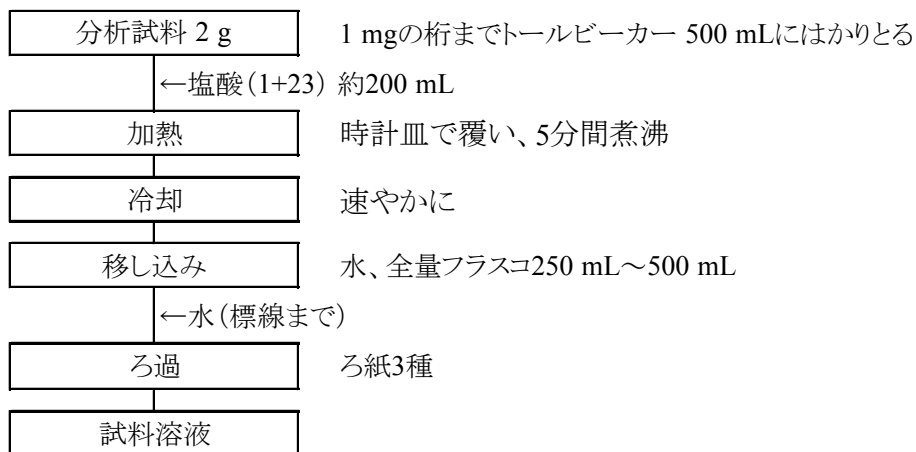 分析試料 2 g 1 mgの桁までトールビーカー 500 mLにはかりとる
←塩酸(1+23) 約200 mL
加熱 時計皿で覆い、5分間煮沸
冷却 速やかに
移し込み 水、全量フラスコ250 mL~500 mL
←水(標線まで)
ろ過 ろ紙3種
試料溶液